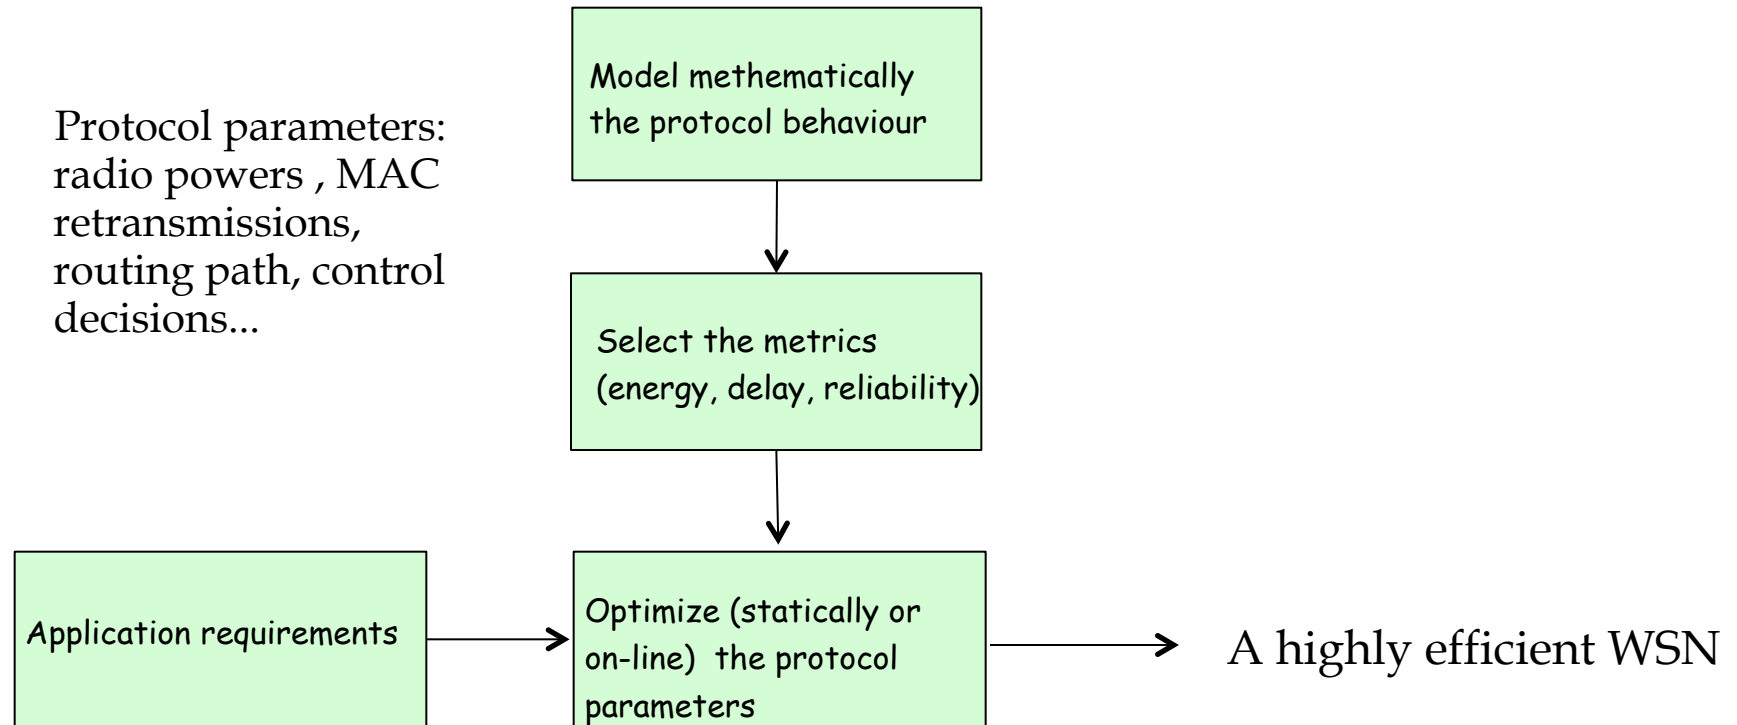 Model methematically
the protocol behaviour
Protocol parameters:
radio powers , MAC
retransmissions,
routing path, control
decisions...
Select the metrics
(energy, delay, reliability)
Application requirements
Optimize (statically or
on-line) the protocol
parameters
A highly efficient WSN